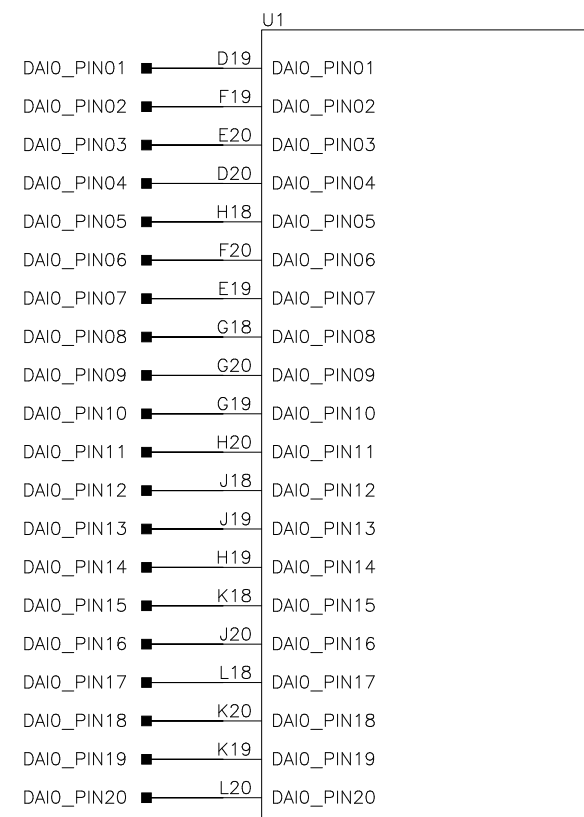 U1
DAI0_PIN01 D19 DAI0_PIN01
DAI0_PIN02 F19 DAI0_PIN02
DAI0_PIN03 E20 DAI0_PIN03
DAI0_PIN04 D20 DAI0_PIN04
DAI0_PIN05 H18 DAI0_PIN05
DAI0_PIN06 F20 DAI0_PIN06
DAI0_PIN07 E19 DAI0_PIN07
DAI0_PIN08 G18 DAI0_PIN08
DAI0_PIN09 G20 DAI0_PIN09
DAI0_PIN10 G19 DAI0_PIN10
DAI0_PIN11 H20 DAI0_PIN11
DAI0_PIN12 J18 DAI0_PIN12
DAI0_PIN13 J19 DAI0_PIN13
DAI0_PIN14 H19 DAI0_PIN14
DAI0_PIN15 K18 DAI0_PIN15
DAI0_PIN16 J20 DAI0_PIN16
DAI0_PIN17 L18 DAI0_PIN17
DAI0_PIN18 K20 DAI0_PIN18
DAI0_PIN19 K19 DAI0_PIN19
DAI0_PIN20 L20 DAI0_PIN20